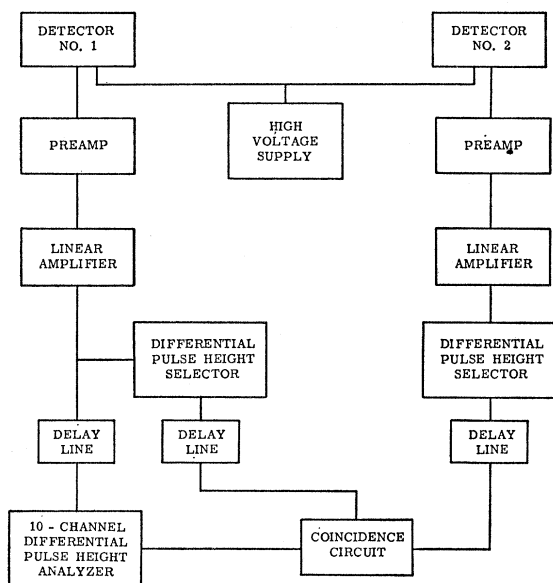 DETECTOR
NO. 1
DETECTOR
NO. 2
HIGH
VOLTAGE
SUPPLY
PREAMP
PREAMP
LINEAR
AMPLIFIER
LINEAR
AMPLIFIER
DIFFERENTIAL
PULSE HEIGHT
SELECTOR
DIFFERENTIAL
PULSE HEIGHT
SELECTOR
DELAY
LINE
DELAY
LINE
DELAY
LINE
10 - CHANNEL
DIFFERENTIAL
PULSE HEIGHT
ANALYZER
COINCIDENCE
CIRCUIT